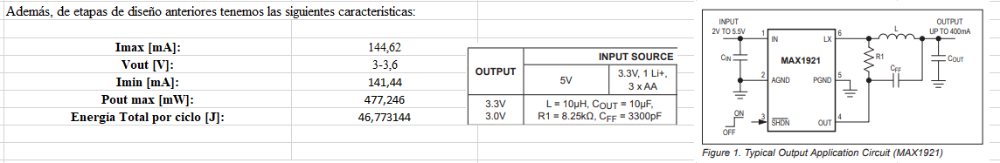 Además, de etapas de diseño anteriores tenemos las siguientes características:
Imax [mA]: 144,62
Vout [V]: 3-3,6
Imin [mA]: 141,44
Pout max [mW]: 477,246
Energía Total por ciclo [J]: 46,773144
OUTPUT
INPUT SOURCE
5V
3.3V, 1 Li+,
3 x AA
3.3V
3.0V
L = 10μH, COUT = 10μF,
R1 = 8.25kΩ, CFF = 3300pF
INPUT
2V TO 5.5V
OUTPUT
UP TO 400mA
1
IN
LX
6
L
CIN
MAX1921
R1
CFF
COUT
2
AGND
PGND
5
ON
OFF
3
SHDN
OUT
4
Figure 1. Typical Output Application Circuit (MAX1921)